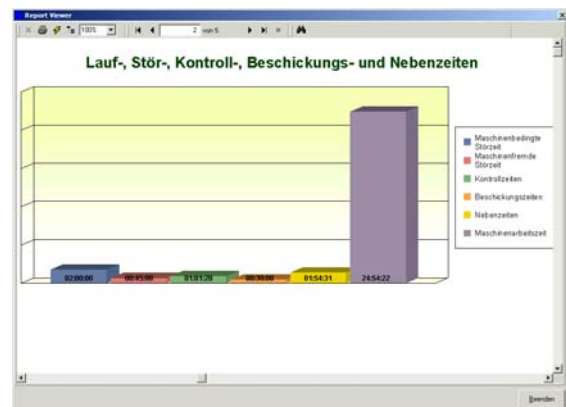 Report Viewer
100%
2 von 5
Lauf-, Stör-, Kontroll-, Beschickungs- und Nebenzeiten
Maschinenbedingte
Störzeit
Maschinenfremde
Störzeit
Kontrollzeiten
Beschickungszeiten
Nebenzeiten
Maschinenarbeitszeit
02:00:00 00:45:00 01:01:20 00:30:00 01:54:31 24:54:22
Beenden